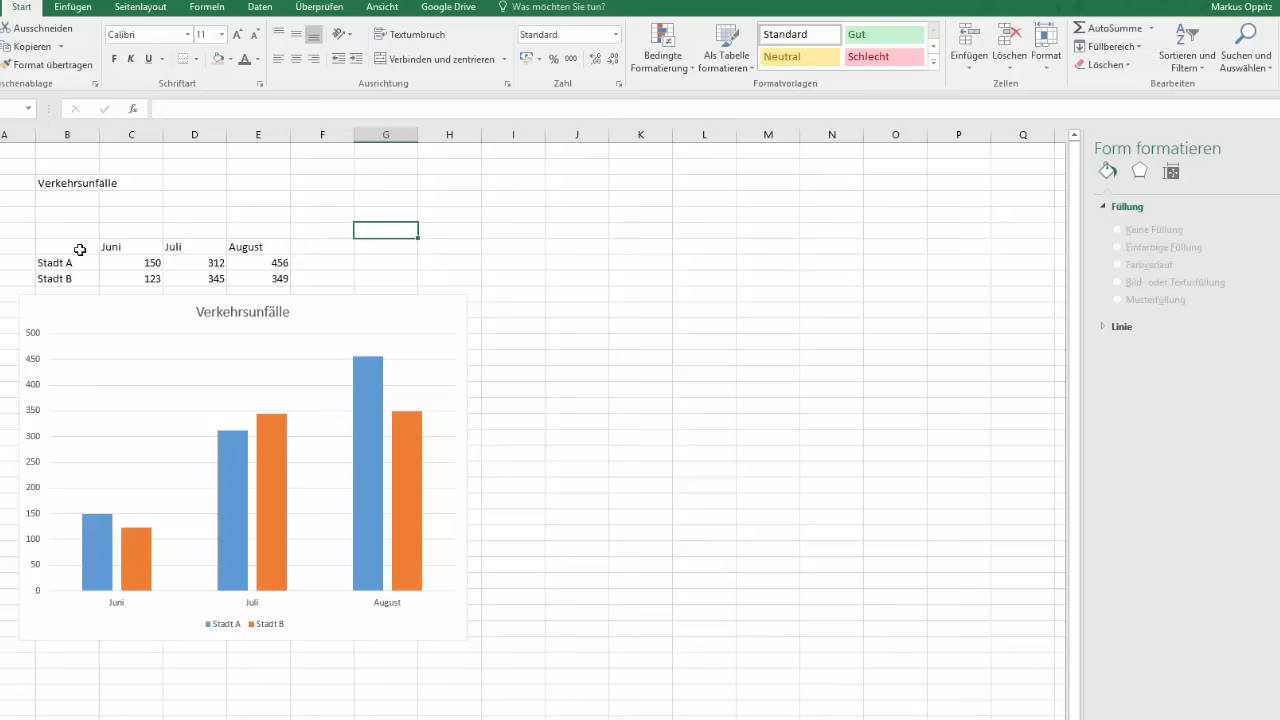 Start Einfügen Seitenlayout Formeln Daten Überprüfen Ansicht Google Drive Was möchten Sie tun? Markus Oppitz
Ausschneiden
Kopieren
Format übertragen
schenablage
Calibri 11
F K U
Schriftart
Textumbruch
Verbinden und zentrieren
Ausrichtung
Standard
% 000
Zahl
Bedingte Formatierung
Als Tabelle formatieren
Standard Gut
Neutral Schlecht
Formatvorlagen
Einfügen Löschen Format
Zellen
AutoSumme
Füllbereich
Löschen
Sortieren und Filtern
Suchen und Auswählen
Bearbeiten
fx
A B C D E F G H I J K L M N O P Q
Verkehrsunfälle
Juni Juli August
Stadt A 150 312 456
Stadt B 123 345 349
Verkehrsunfälle
500
450
400
350
300
250
200
150
100
50
0
Juni Juli August
Stadt A Stadt B
Form formatieren
Füllung
Keine Füllung
Einfarbige Füllung
Farbverlauf
Bild- oder Texturfüllung
Musterfüllung
Linie